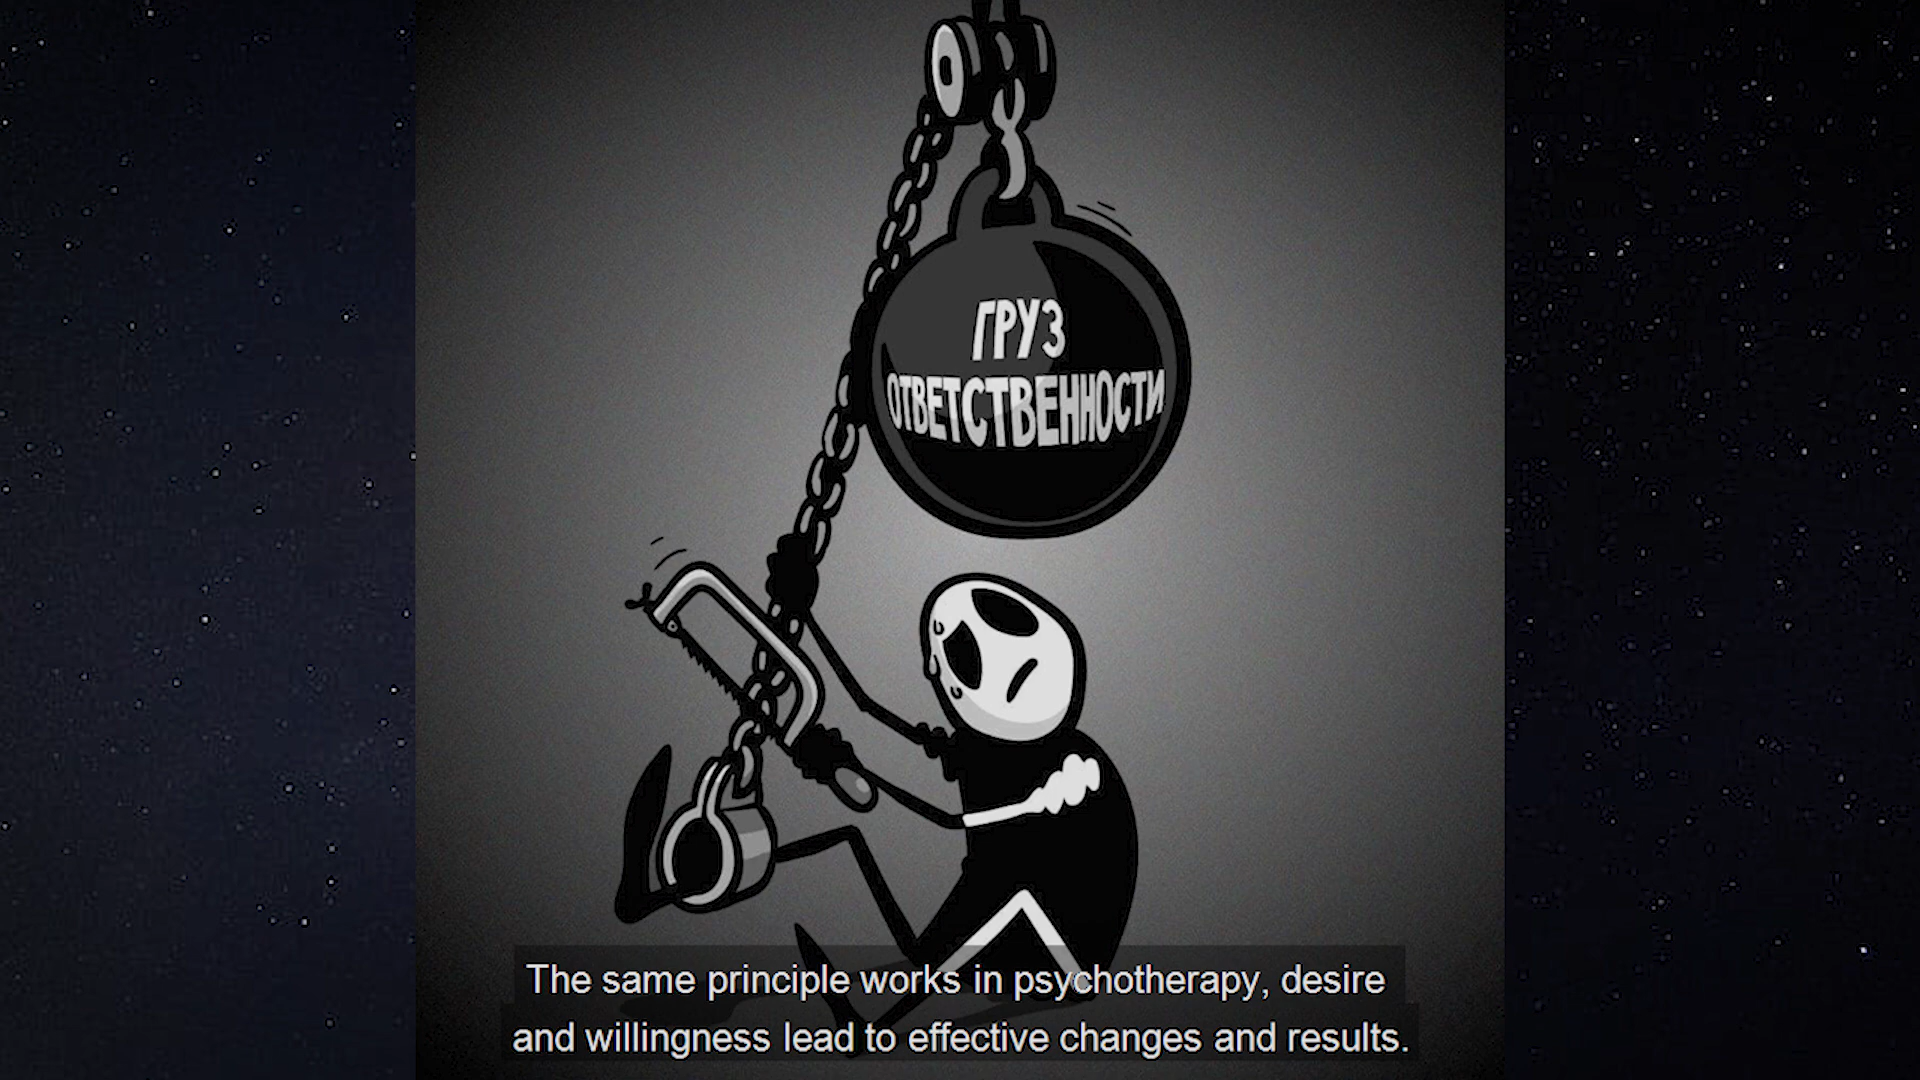 ГРУЗ
ОТВЕТСТВЕННОСТИ
The same principle works in psychotherapy, desire
and willingness lead to effective changes and results.